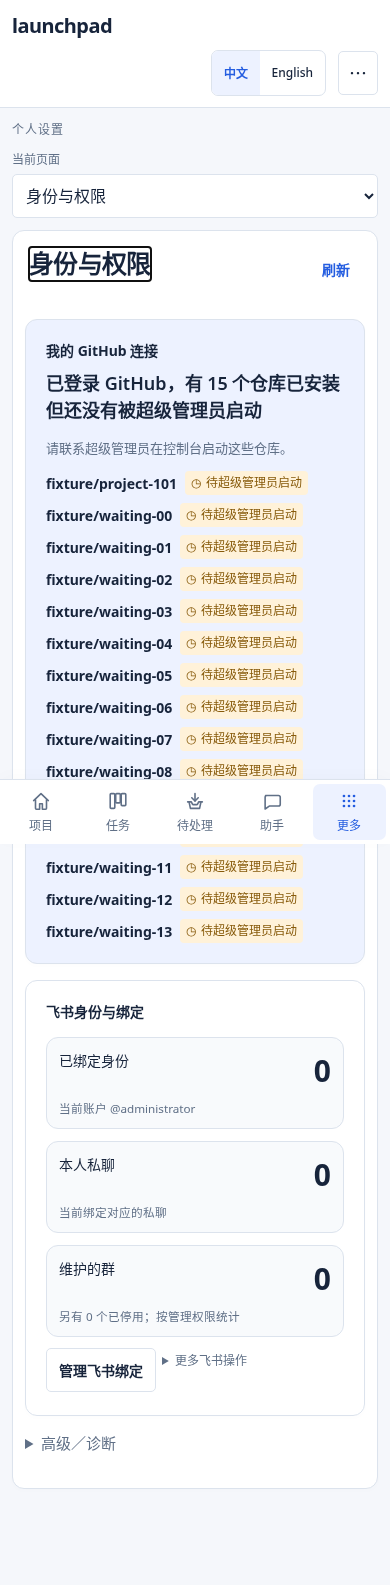 launchpad
中文 English ...
个人设置
当前页面
身份与权限
身份与权限
刷新
我的 GitHub 连接
已登录 GitHub，有 15 个仓库已安装
但还没有被超级管理员启动
请联系超级管理员在控制台启动这些仓库。
fixture/project-101 待超级管理员启动
fixture/waiting-00 待超级管理员启动
fixture/waiting-01 待超级管理员启动
fixture/waiting-02 待超级管理员启动
fixture/waiting-03 待超级管理员启动
fixture/waiting-04 待超级管理员启动
fixture/waiting-05 待超级管理员启动
fixture/waiting-06 待超级管理员启动
fixture/waiting-07 待超级管理员启动
fixture/waiting-08 待超级管理员启动
项目 任务 待处理 助手 更多
fixture/waiting-11 待超级管理员启动
fixture/waiting-12 待超级管理员启动
fixture/waiting-13 待超级管理员启动
飞书身份与绑定
已绑定身份 0
当前账户 @administrator
本人私聊 0
当前绑定对应的私聊
维护的群 0
另有 0 个已停用；按管理权限统计
管理飞书绑定 更多飞书操作
高级／诊断